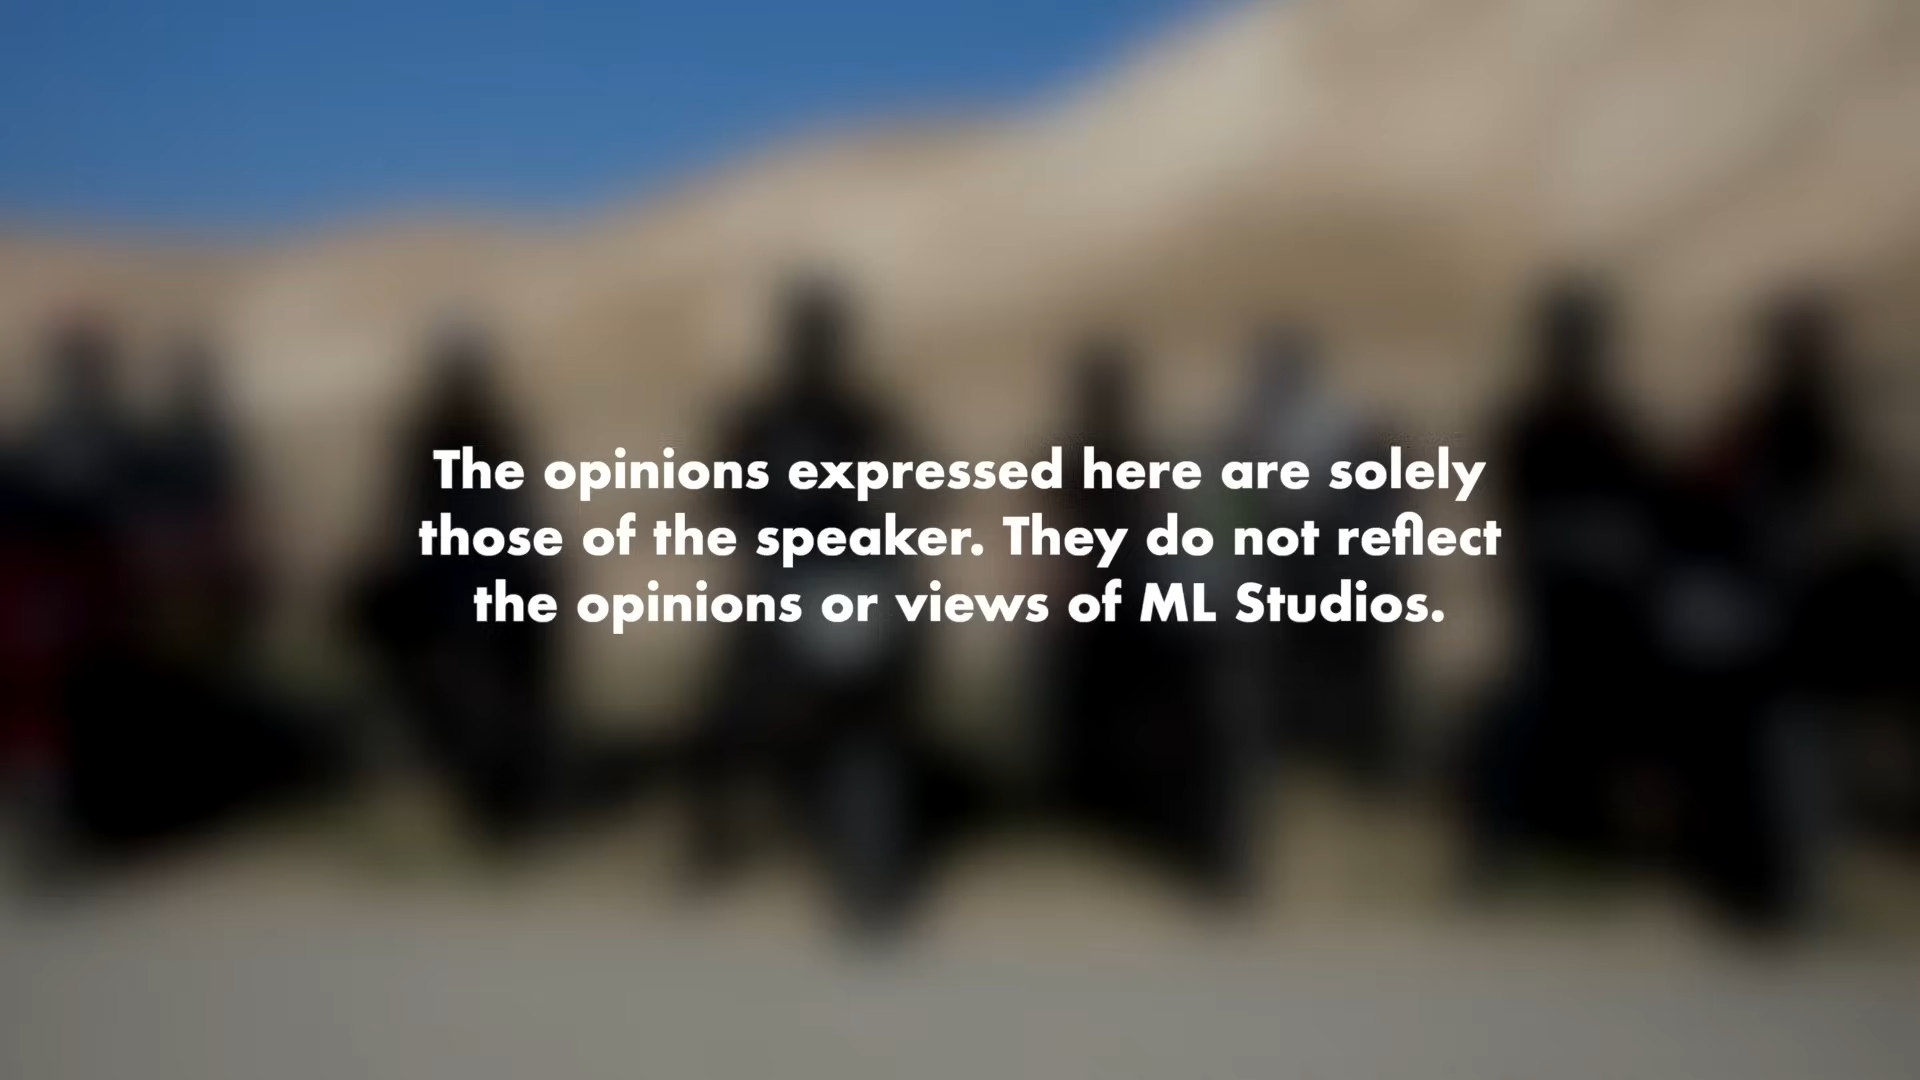 The opinions expressed here are solely
those of the speaker. They do not reflect
the opinions or views of ML Studios.